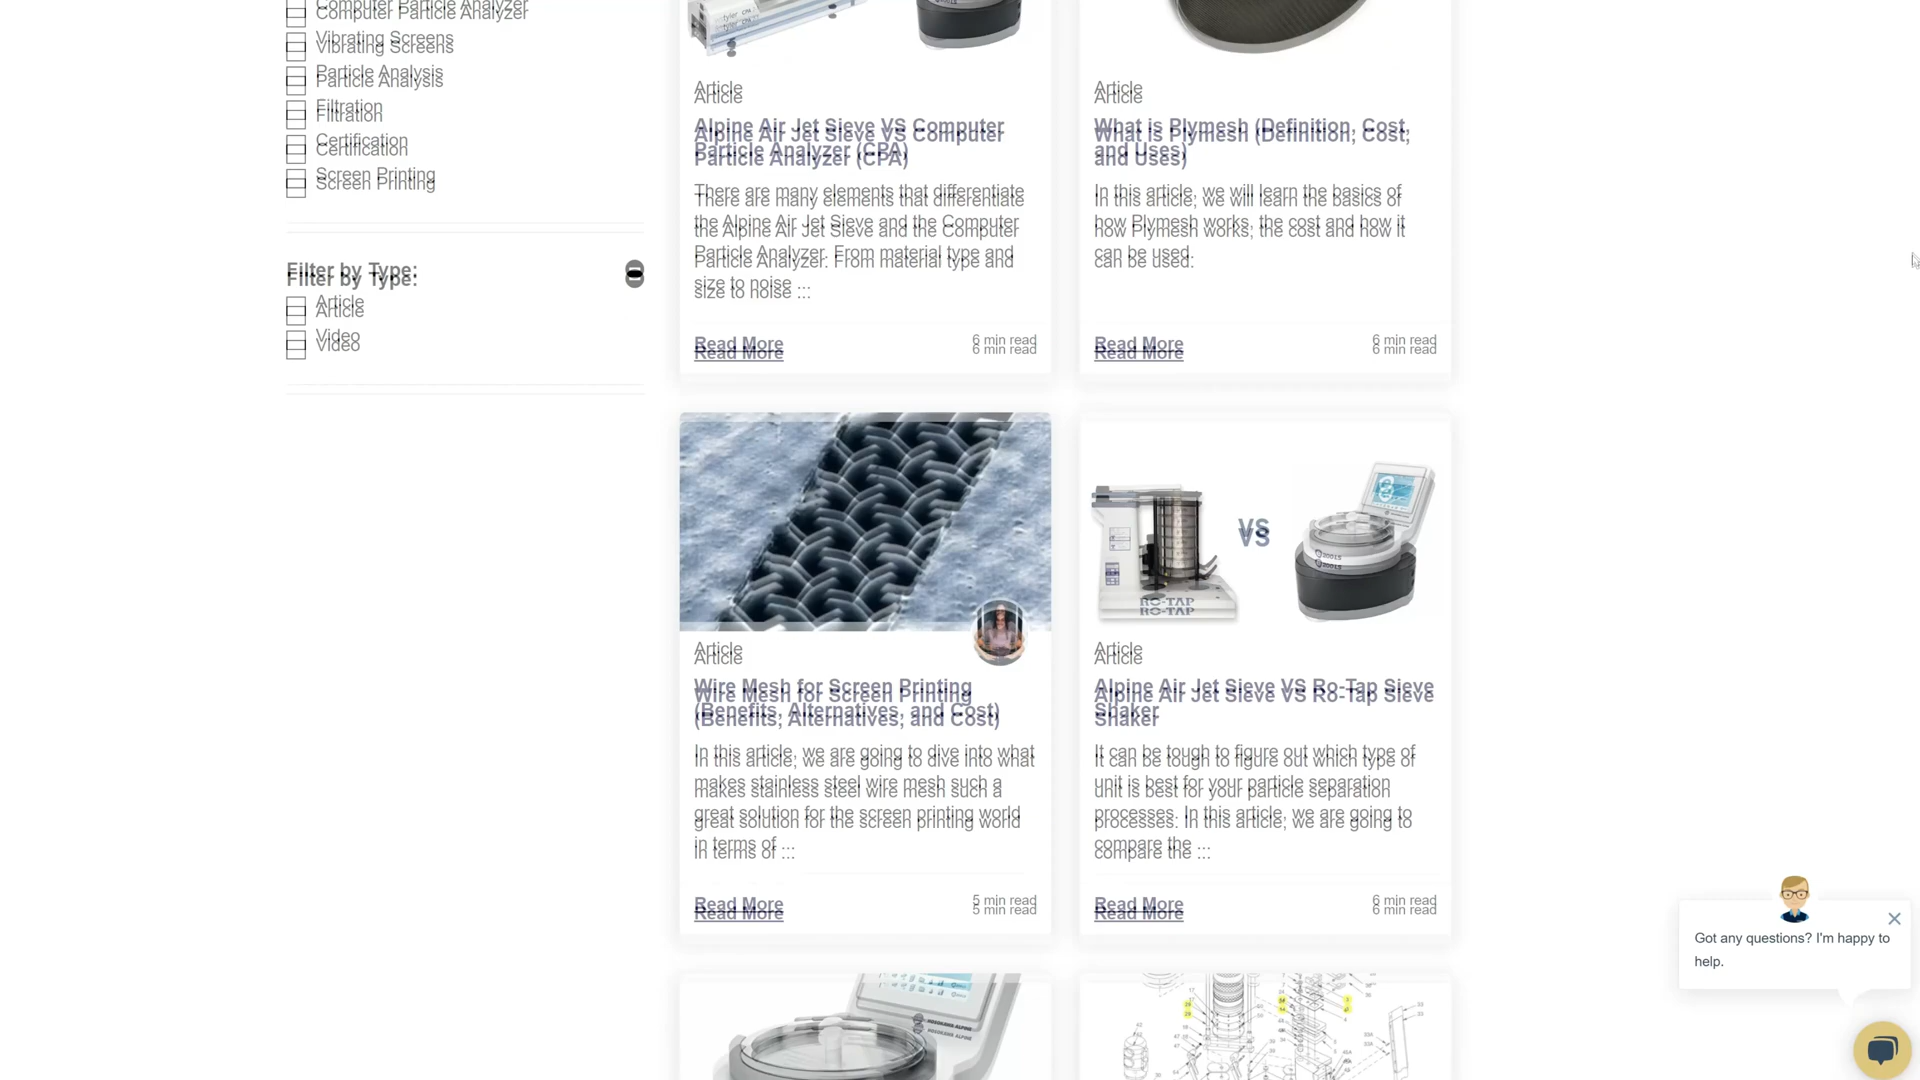 Computer Particle Analyzer
Vibrating Screens
Particle Analysis
Filtration
Certification
Screen Printing
Filter by Type:
Article
Video
Article
Alpine Air Jet Sieve VS Computer
Particle Analyzer (CPA)
There are many elements that differentiate
the Alpine Air Jet Sieve and the Computer
Particle Analyzer. From material type and
size to noise ...
Read More
6 min read
Article
What is Plymesh (Definition, Cost,
and Uses)
In this article, we will learn the basics of
how Plymesh works, the cost and how it
can be used.
Read More
6 min read
Article
Wire Mesh for Screen Printing
(Benefits, Alternatives, and Cost)
In this article, we are going to dive into what
makes stainless steel wire mesh such a
great solution for the screen printing world
in terms of ...
Read More
5 min read
VS
RO-TAP
Article
Alpine Air Jet Sieve VS Ro-Tap Sieve
Shaker
It can be tough to figure out which type of
unit is best for your particle separation
processes. In this article, we are going to
compare the ...
Read More
6 min read
HOSOKAWA ALPINE
Got any questions? I'm happy to
help.